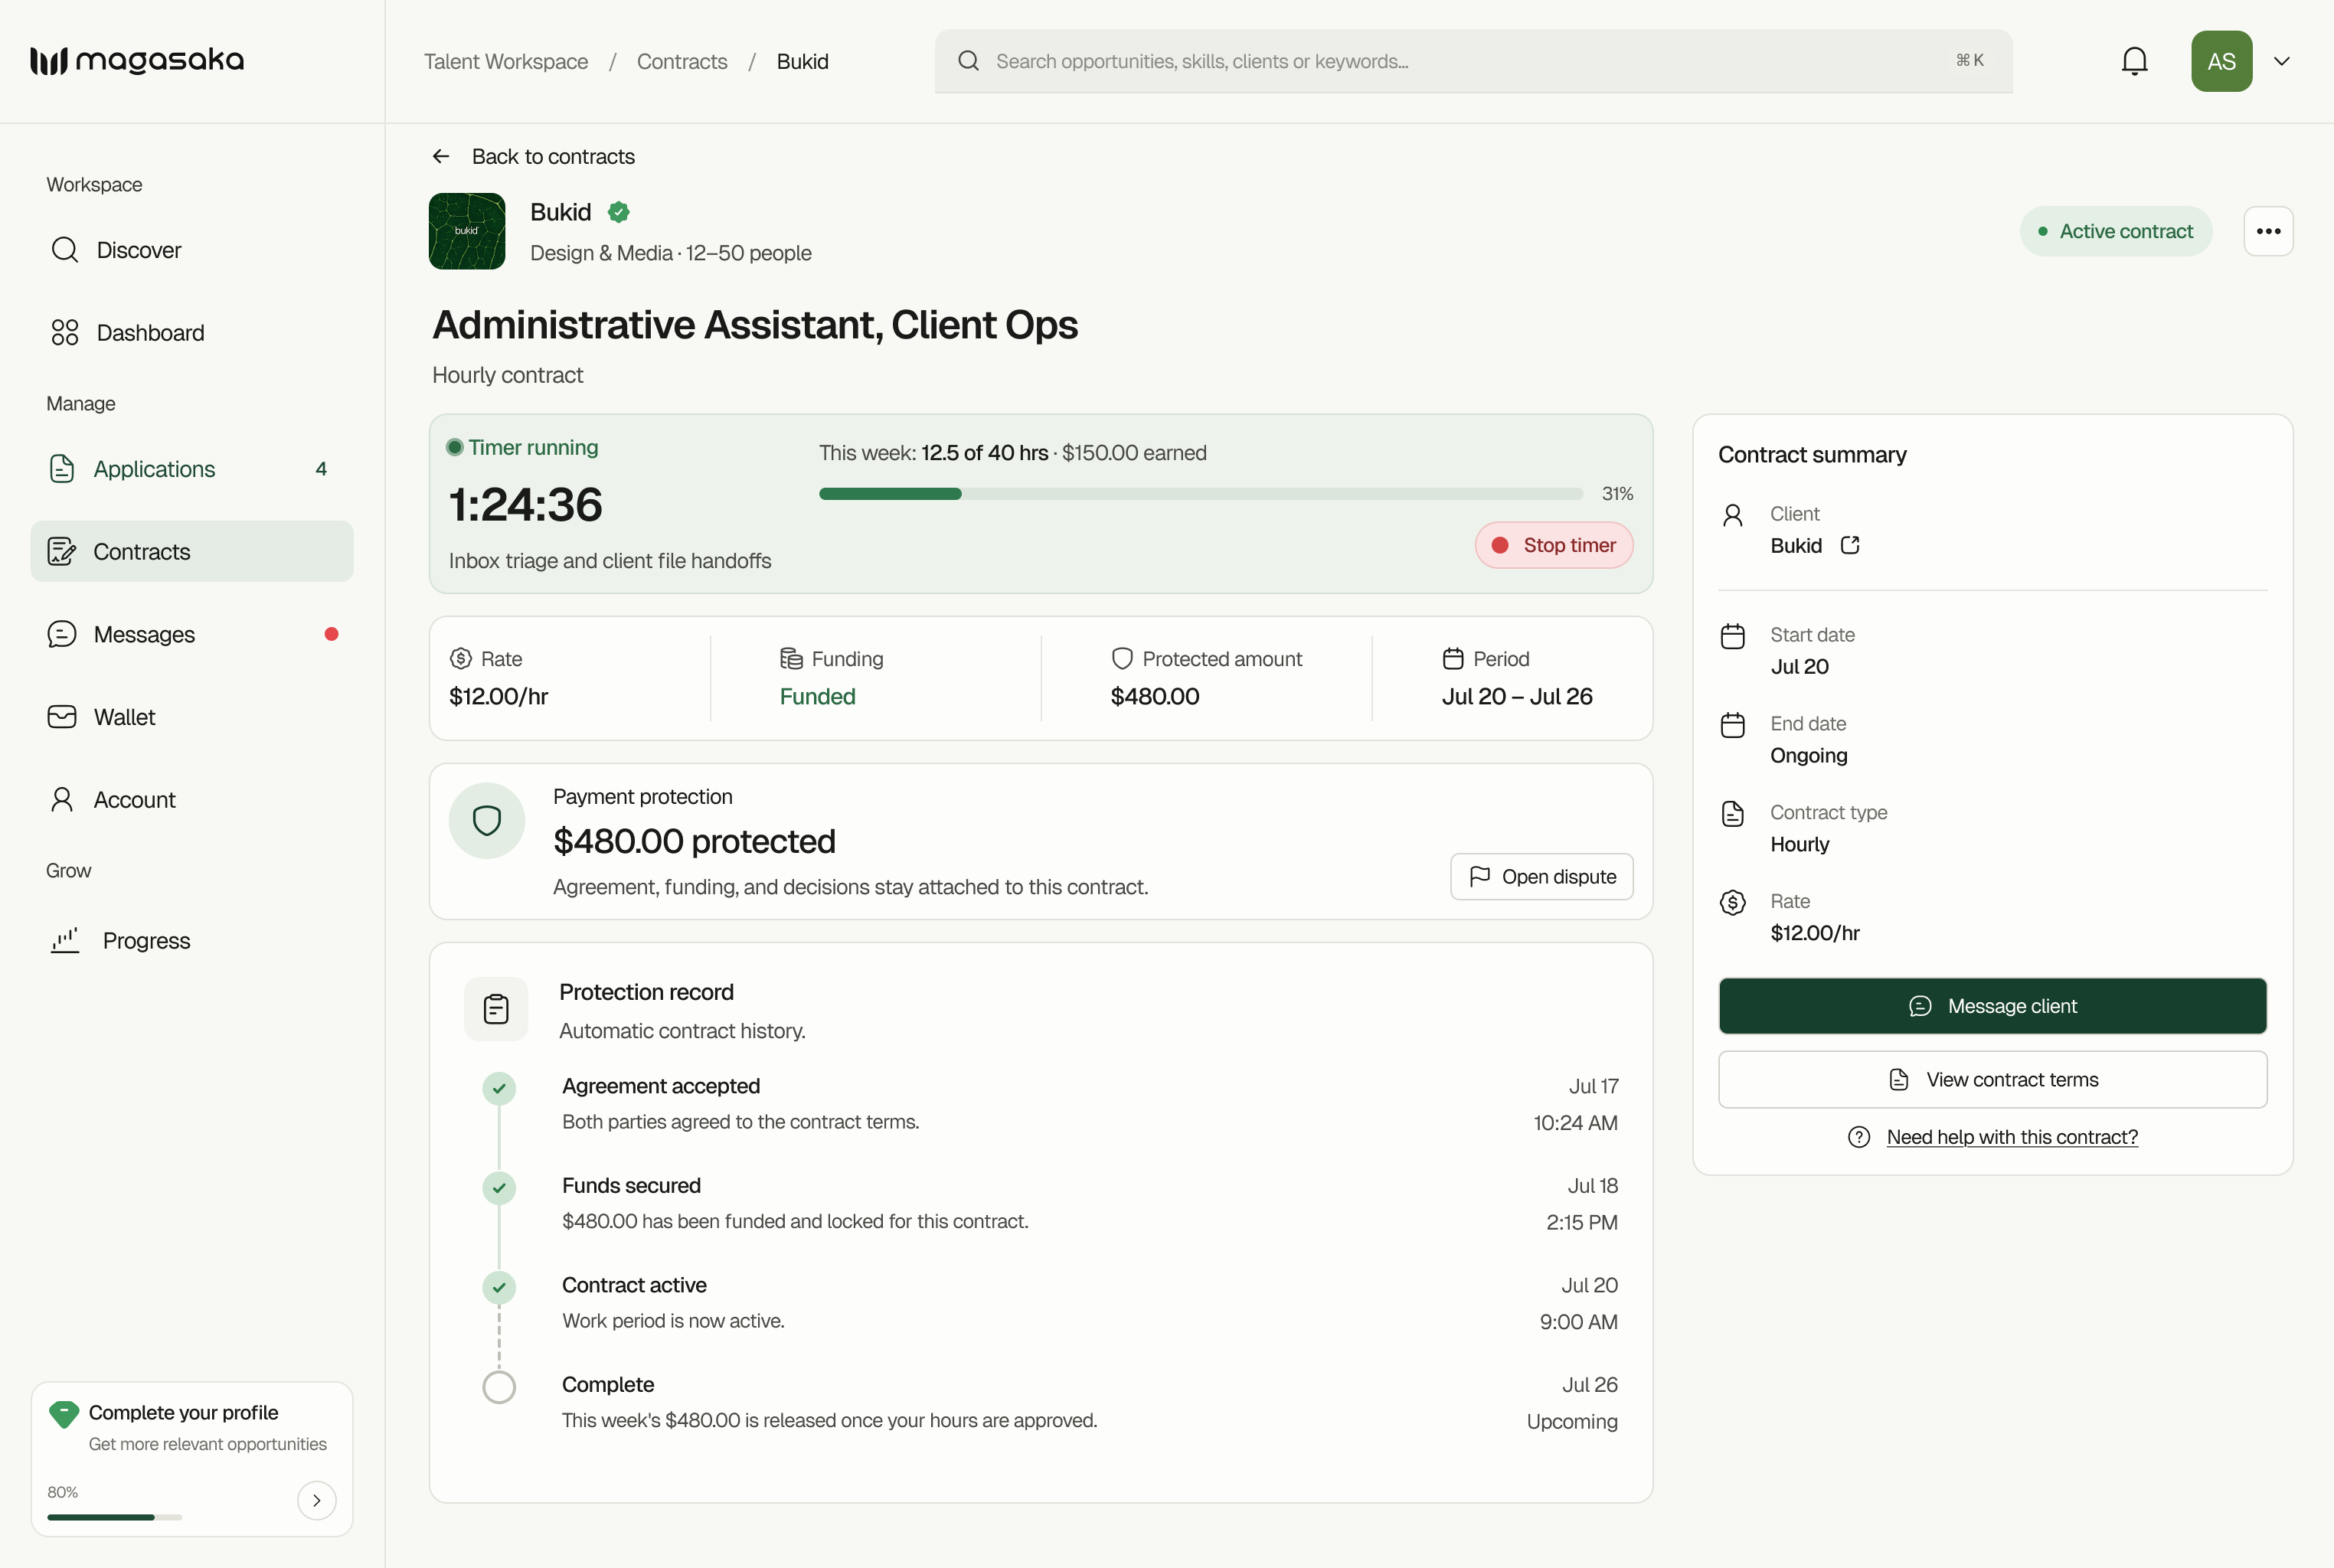 magasaka
Talent Workspace / Contracts / Bukid
Search opportunities, skills, clients or keywords...
⌘ K
AS
Workspace
Discover
Dashboard
Manage
Applications 4
Contracts
Messages
Wallet
Account
Grow
Progress
Complete your profile
Get more relevant opportunities
80%
Back to contracts
bukid
Bukid
Design & Media · 12–50 people
Active contract
Administrative Assistant, Client Ops
Hourly contract
Timer running
1:24:36
Inbox triage and client file handoffs
This week: 12.5 of 40 hrs · $150.00 earned
31%
Stop timer
Rate
$12.00/hr
Funding
Funded
Protected amount
$480.00
Period
Jul 20 – Jul 26
Payment protection
$480.00 protected
Agreement, funding, and decisions stay attached to this contract.
Open dispute
Protection record
Automatic contract history.
Agreement accepted
Both parties agreed to the contract terms.
Jul 17
10:24 AM
Funds secured
$480.00 has been funded and locked for this contract.
Jul 18
2:15 PM
Contract active
Work period is now active.
Jul 20
9:00 AM
Complete
This week's $480.00 is released once your hours are approved.
Jul 26
Upcoming
Contract summary
Client
Bukid
Start date
Jul 20
End date
Ongoing
Contract type
Hourly
Rate
$12.00/hr
Message client
View contract terms
Need help with this contract?